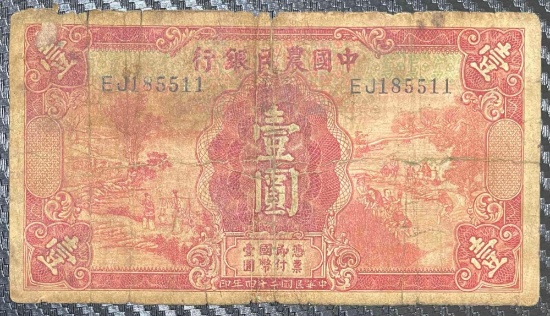 中國農民銀行
壹
壹
EJ185511
EJ185511
壹圓
憑票即付國幣壹圓
壹
壹
中華民國二十四年印